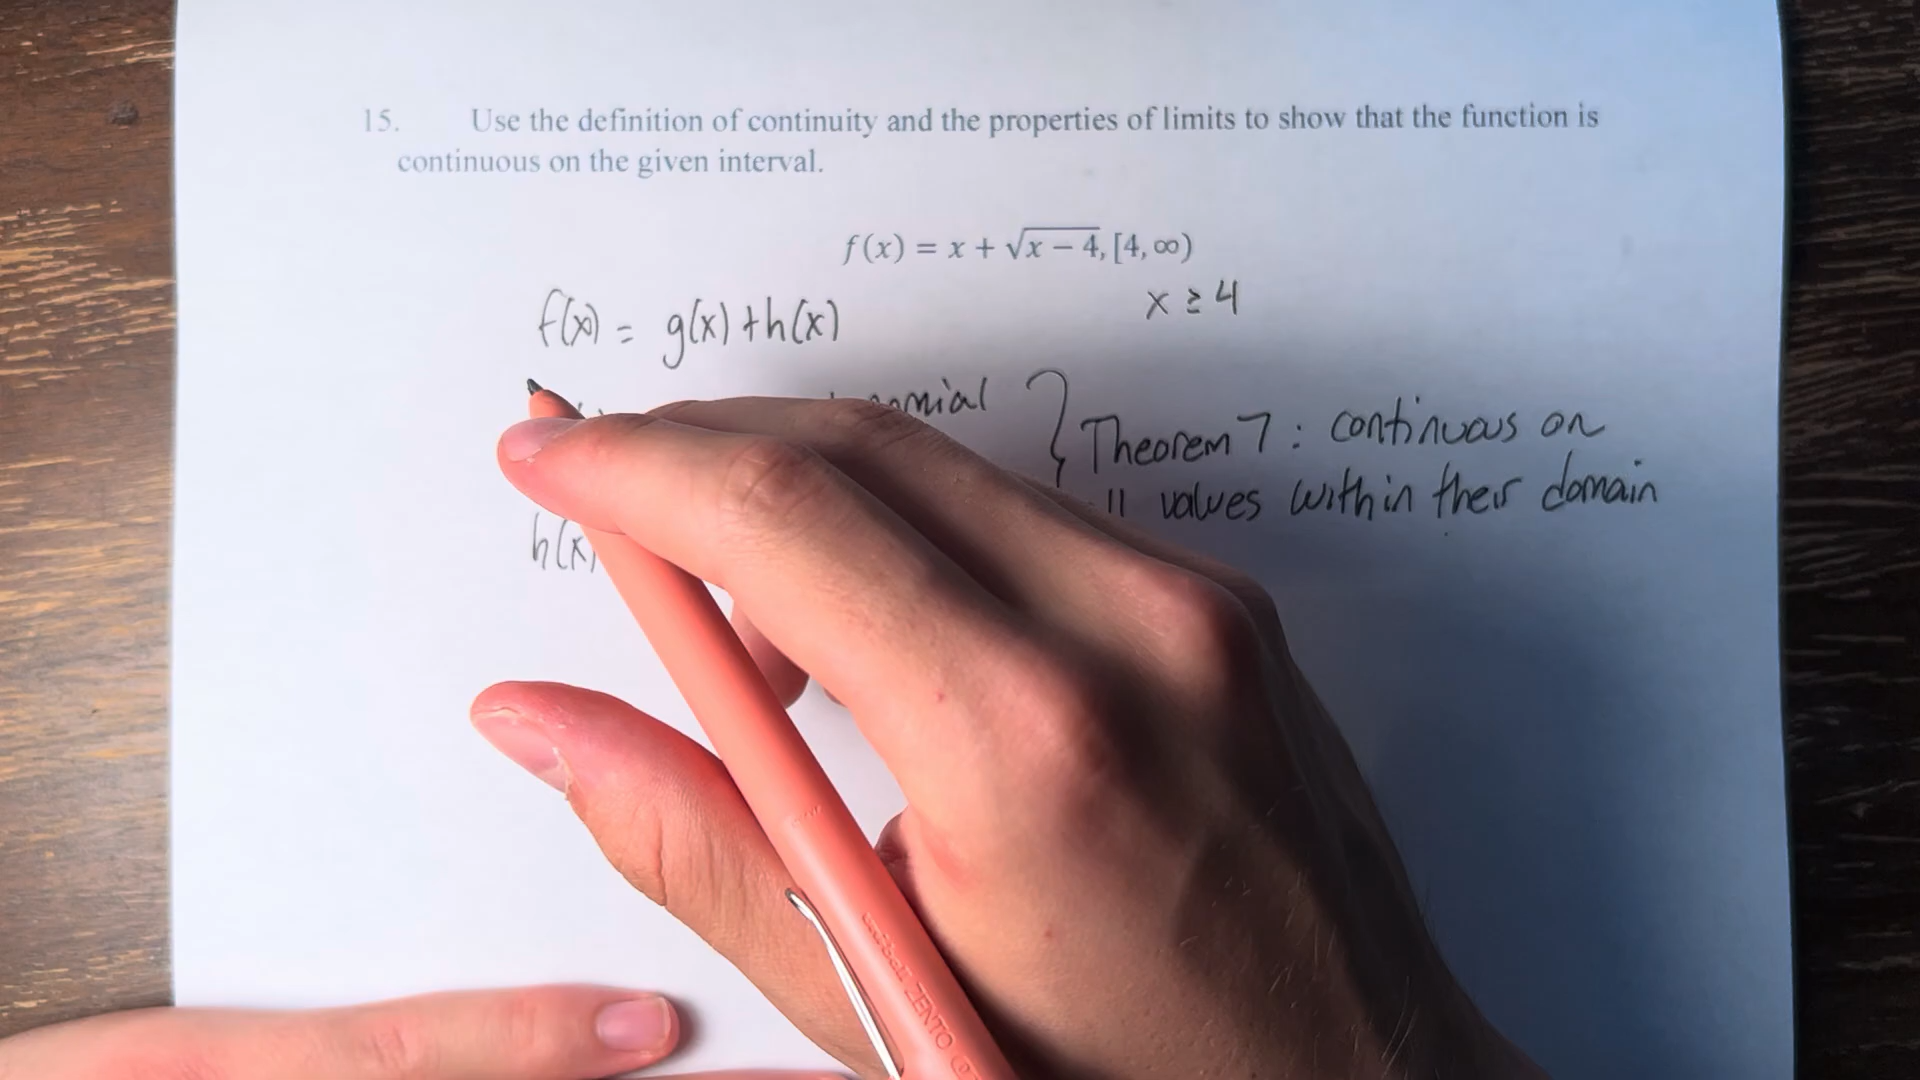 15. Use the definition of continuity and the properties of limits to show that the function is
continuous on the given interval.
f(x) = x + √x − 4, [4, ∞)
x ≥ 4
f(x) = g(x) + h(x)
Theorem 7 : continuous on
values within their domain
h(x)
ZENTO